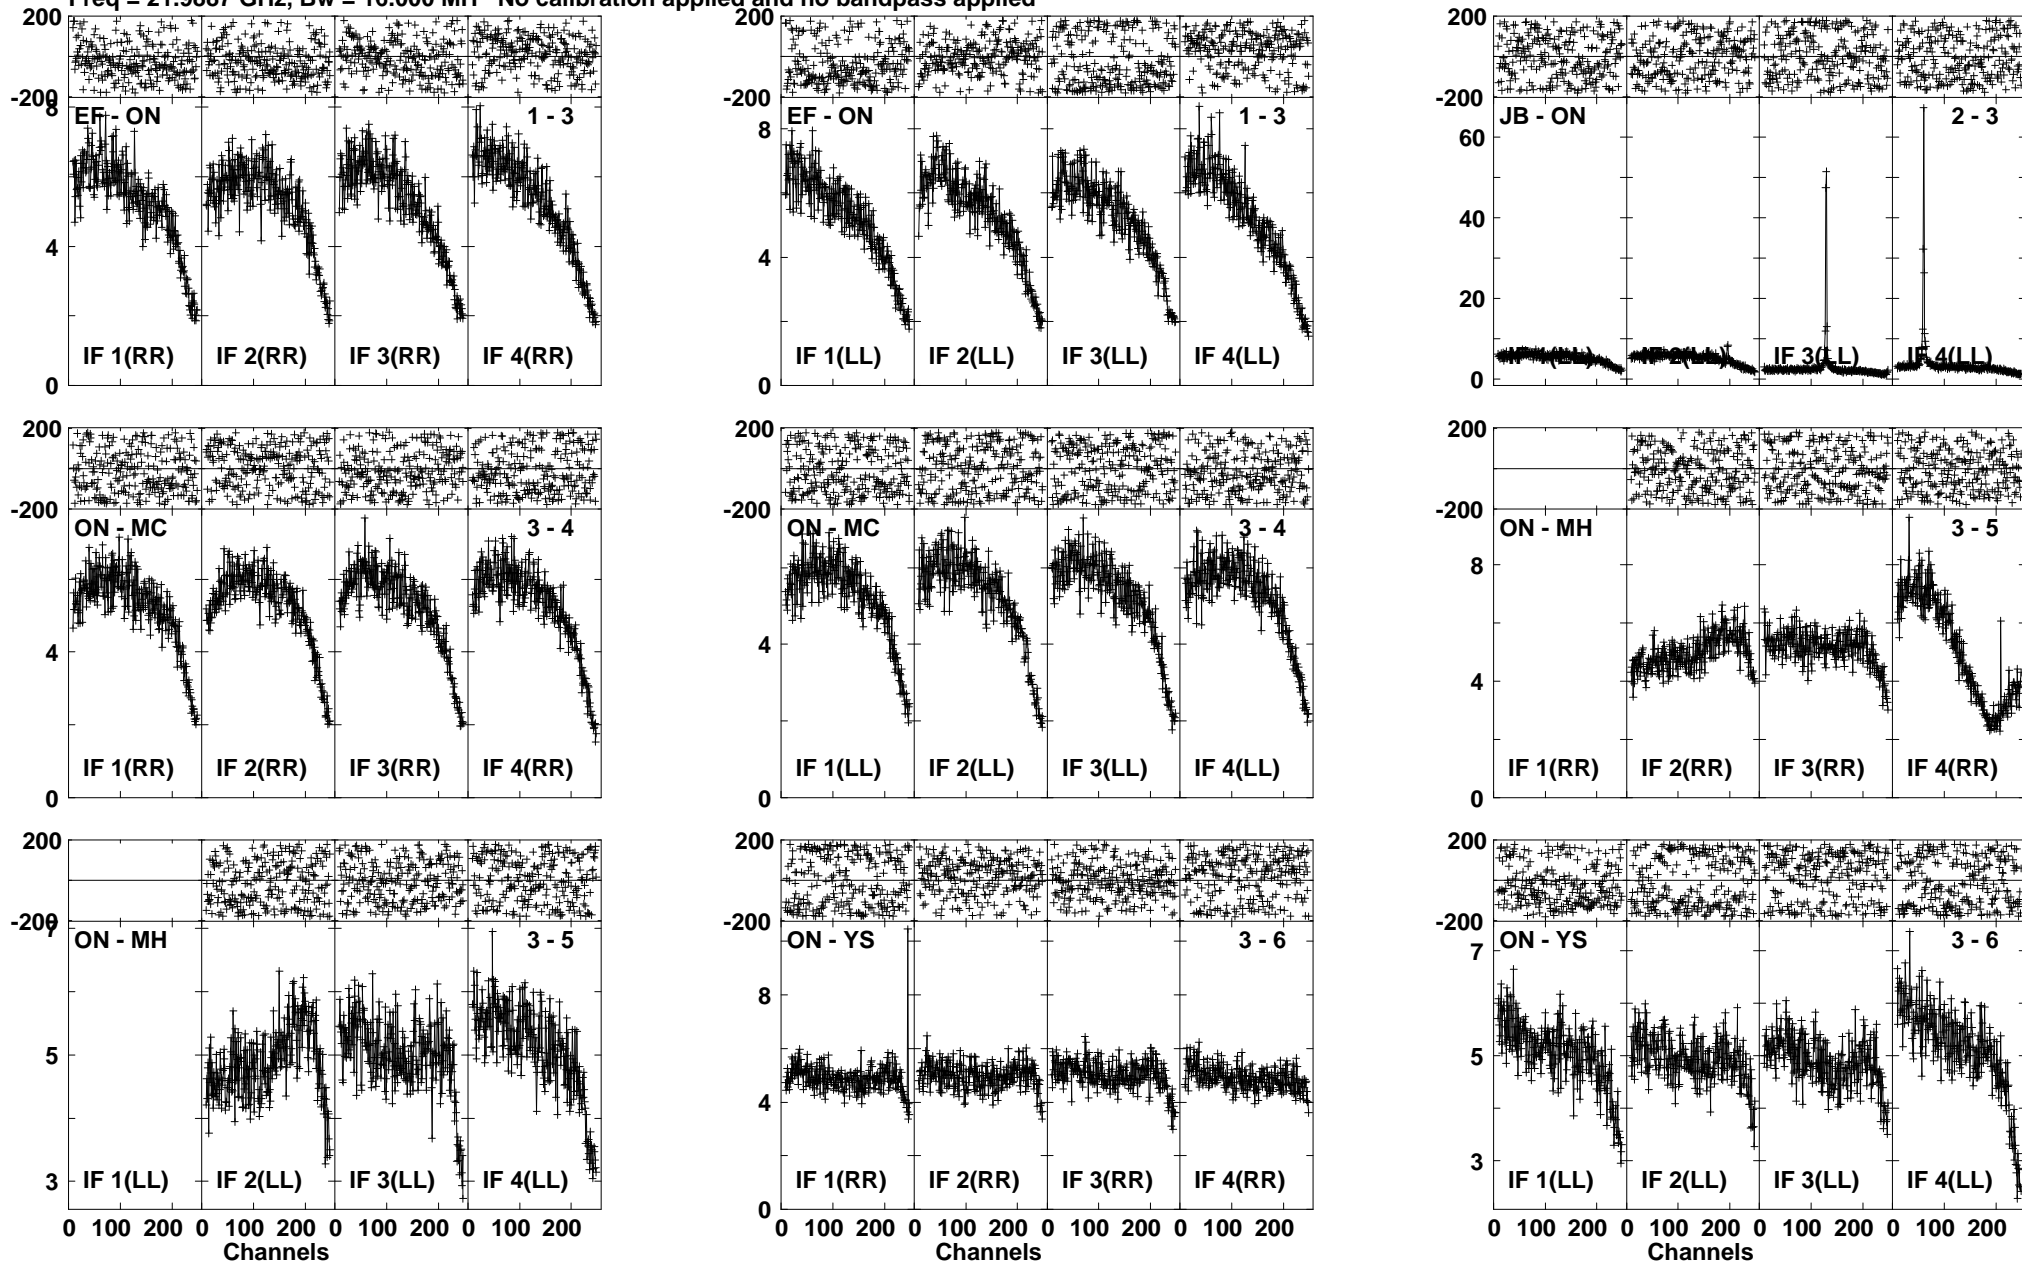 Freq = 21.9887 GHz, Bw = 16.000 MH No calibration applied and no bandpass applied
200 200 200
-200 -200 -200
8 EF - ON 1 - 3
4
0
IF 1(RR) IF 2(RR) IF 3(RR) IF 4(RR)
8 EF - ON 1 - 3
4
0
IF 1(LL) IF 2(LL) IF 3(LL) IF 4(LL)
JB - ON 2 - 3
60
40
20
0
IF 1(LL) IF 2(LL) IF 3(LL) IF 4(LL)
200 200 200
-200 -200 -200
ON - MC 3 - 4
4
0
IF 1(RR) IF 2(RR) IF 3(RR) IF 4(RR)
ON - MC 3 - 4
4
0
IF 1(LL) IF 2(LL) IF 3(LL) IF 4(LL)
ON - MH 3 - 5
8
4
0
IF 1(RR) IF 2(RR) IF 3(RR) IF 4(RR)
200 200 200
-200 -200 -200
7 ON - MH 3 - 5
5
3
IF 1(LL) IF 2(LL) IF 3(LL) IF 4(LL)
0 100 200 0 100 200 0 100 200 0 100 200
Channels
ON - YS 3 - 6
8
4
0
IF 1(RR) IF 2(RR) IF 3(RR) IF 4(RR)
0 100 200 0 100 200 0 100 200 0 100 200
Channels
ON - YS 3 - 6
7
5
3
IF 1(LL) IF 2(LL) IF 3(LL) IF 4(LL)
0 100 200 0 100 200 0 100 200 0 100 200
Channels